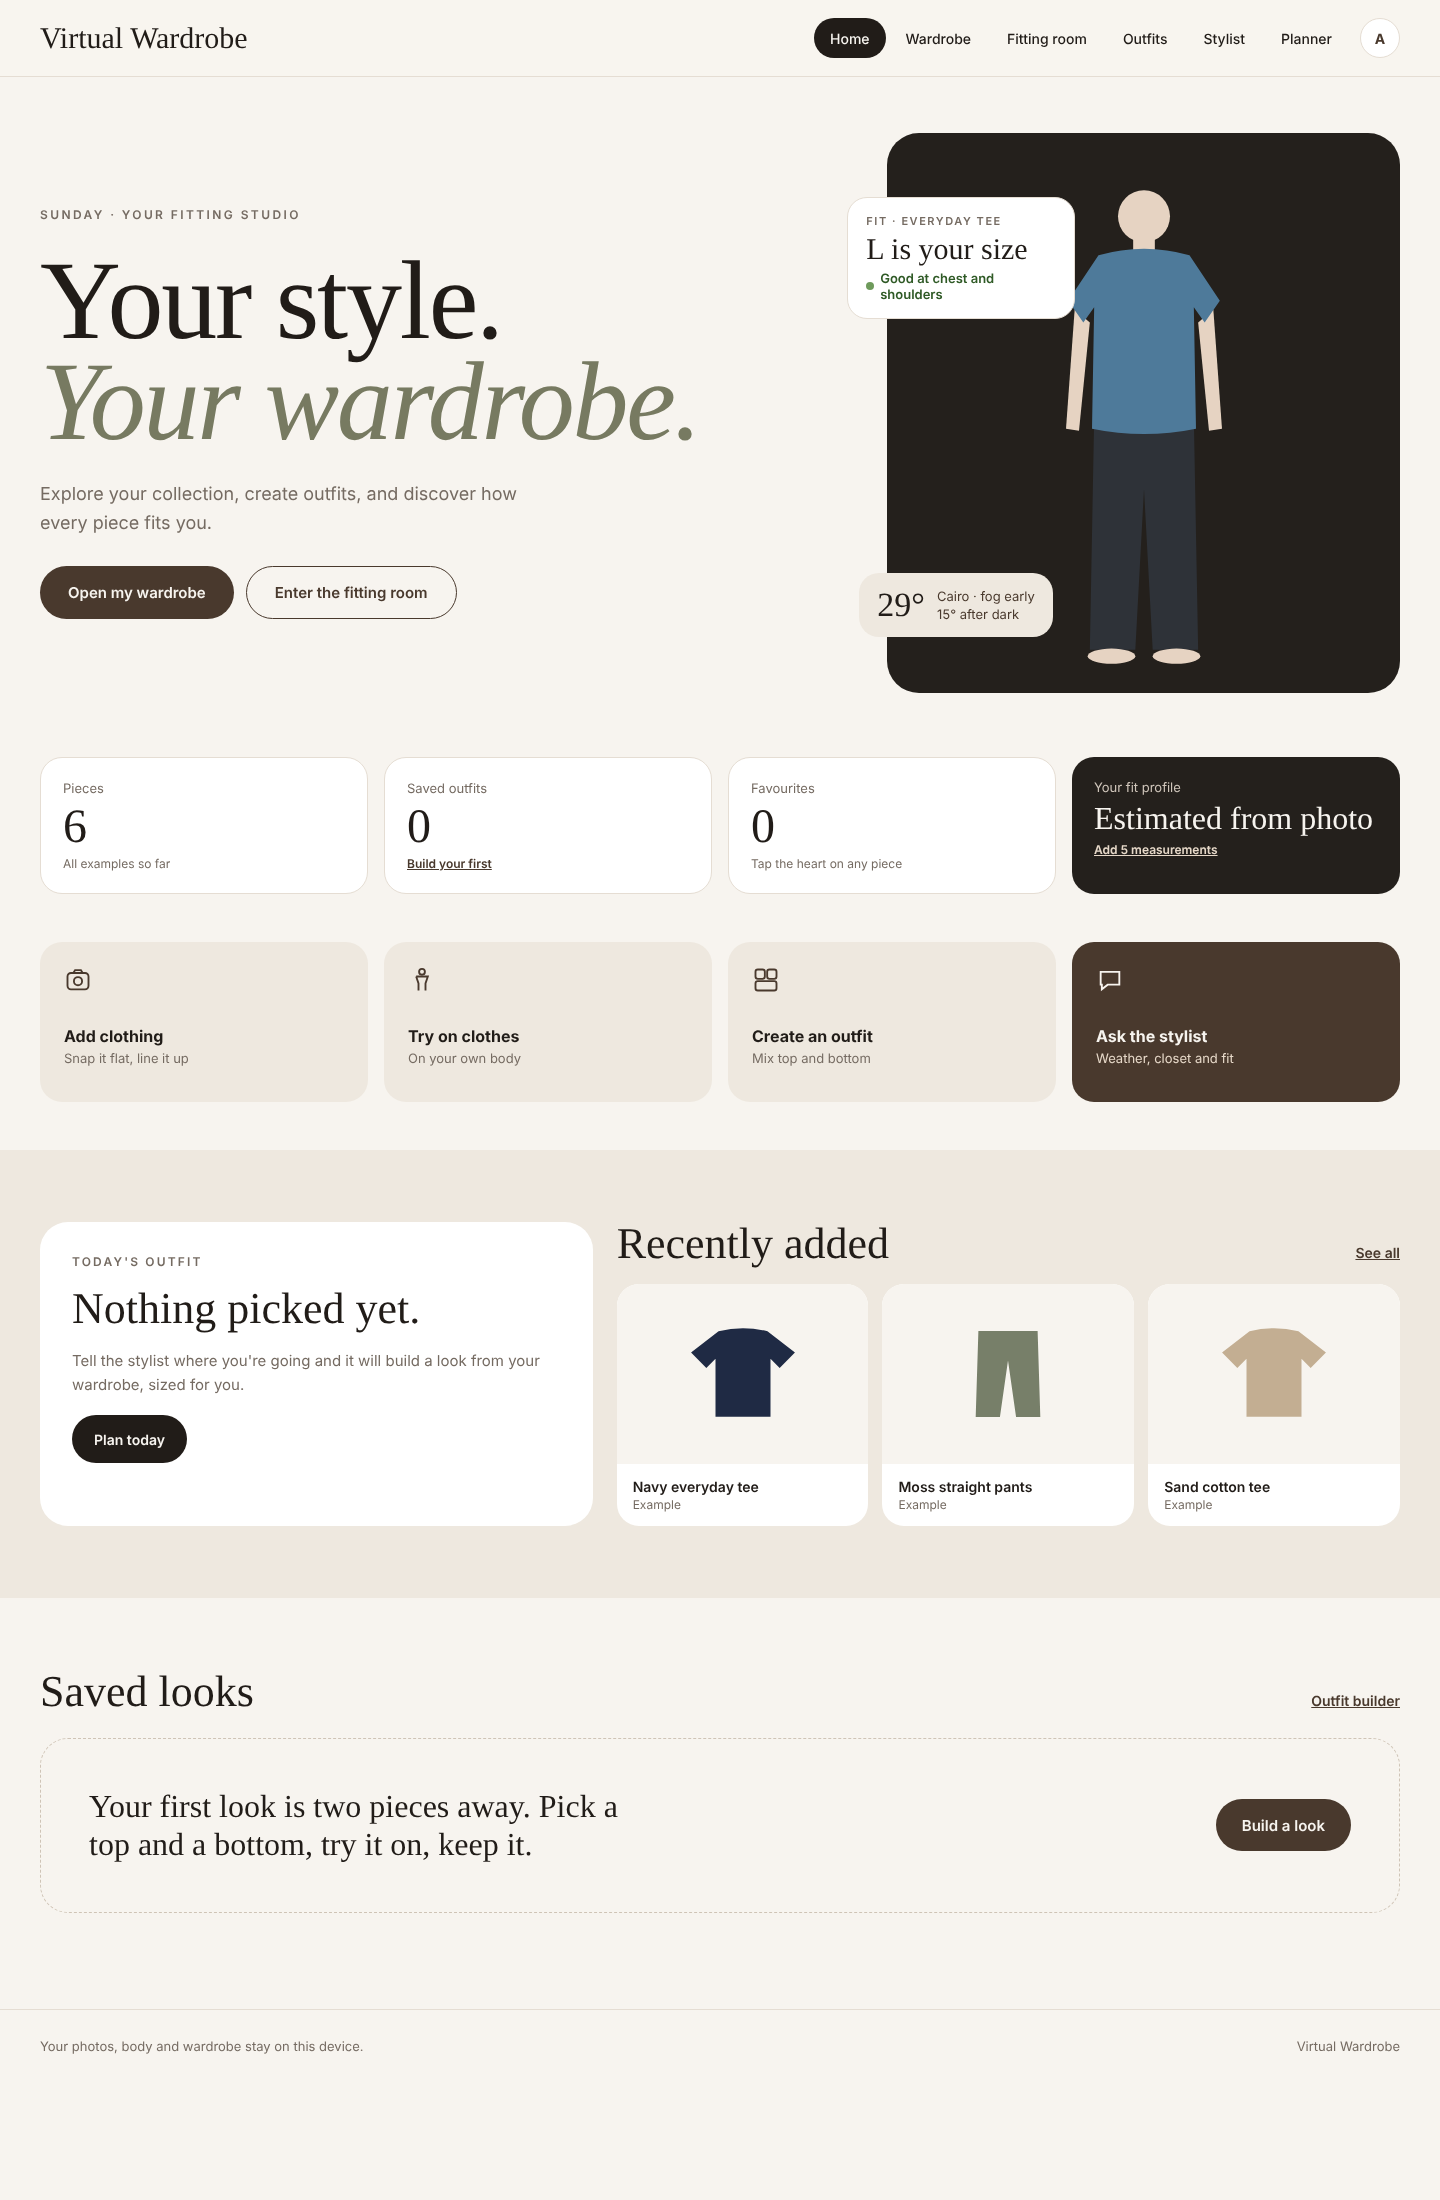 Virtual Wardrobe
Home
Wardrobe
Fitting room
Outfits
Stylist
Planner
A
SUNDAY · YOUR FITTING STUDIO
Your style.
Your wardrobe.
Explore your collection, create outfits, and discover how
every piece fits you.
Open my wardrobe
Enter the fitting room
FIT · EVERYDAY TEE
L is your size
Good at chest and
shoulders
29°
Cairo · fog early
15° after dark
Pieces
6
All examples so far
Saved outfits
0
Build your first
Favourites
0
Tap the heart on any piece
Your fit profile
Estimated from photo
Add 5 measurements
Add clothing
Snap it flat, line it up
Try on clothes
On your own body
Create an outfit
Mix top and bottom
Ask the stylist
Weather, closet and fit
TODAY'S OUTFIT
Nothing picked yet.
Tell the stylist where you're going and it will build a look from your
wardrobe, sized for you.
Plan today
Recently added
See all
Navy everyday tee
Example
Moss straight pants
Example
Sand cotton tee
Example
Saved looks
Outfit builder
Your first look is two pieces away. Pick a
top and a bottom, try it on, keep it.
Build a look
Your photos, body and wardrobe stay on this device.
Virtual Wardrobe